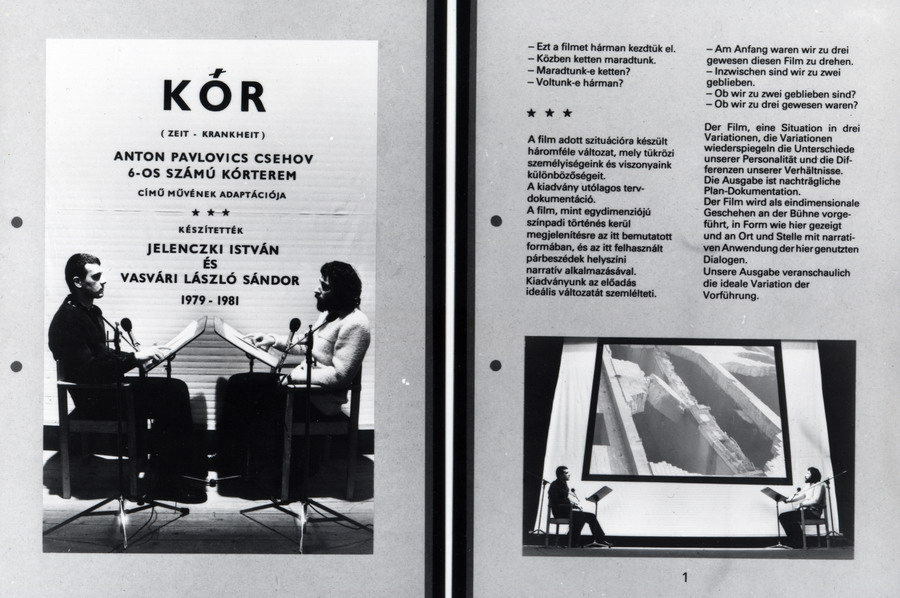 KÓR
( ZEIT - KRANKHEIT )
ANTON PAVLOVICS CSEHOV
6-OS SZÁMÚ KÓRTEREM
CÍMŰ MŰVÉNEK ADAPTÁCIÓJA
★ ★ ★
KÉSZÍTETTÉK
JELENCZKI ISTVÁN
ÉS
VASVÁRI LÁSZLÓ SÁNDOR
1979 - 1981
– Ezt a filmet hárman kezdtük el.
– Közben ketten maradtunk.
– Maradtunk-e ketten?
– Voltunk-e hárman?
★ ★ ★
A film adott szituációra készült
háromféle változat, mely tükrözi
személyiségeink és viszonyaink
különbözőségeit.
A kiadvány utólagos terv-
dokumentáció.
A film, mint egydimenziójú
színpadi történés kerül
megjelenítésre az itt bemutatott
formában, és az itt felhasznált
párbeszédek helyszíni
narratív alkalmazásával.
Kiadványunk az előadás
ideális változatát szemlélteti.
– Am Anfang waren wir zu drei
gewesen diesen Film zu drehen.
– Inzwischen sind wir zu zwei
geblieben.
– Ob wir zu zwei geblieben sind?
– Ob wir zu drei gewesen waren?
Der Film, eine Situation in drei
Variationen, die Variationen
wiederspiegeln die Unterschiede
unserer Personalität und die Dif-
ferenzen unserer Verhältnisse.
Die Ausgabe ist nachträgliche
Plan-Dokumentation.
Der Film wird als eindimensionale
Geschehen an der Bühne vorge-
führt, in Form wie hier gezeigt
und an Ort und Stelle mit narrati-
ven Anwendung der hier genutzten
Dialogen.
Unsere Ausgabe veranschaulich
die ideale Variation der
Vorführung.
1